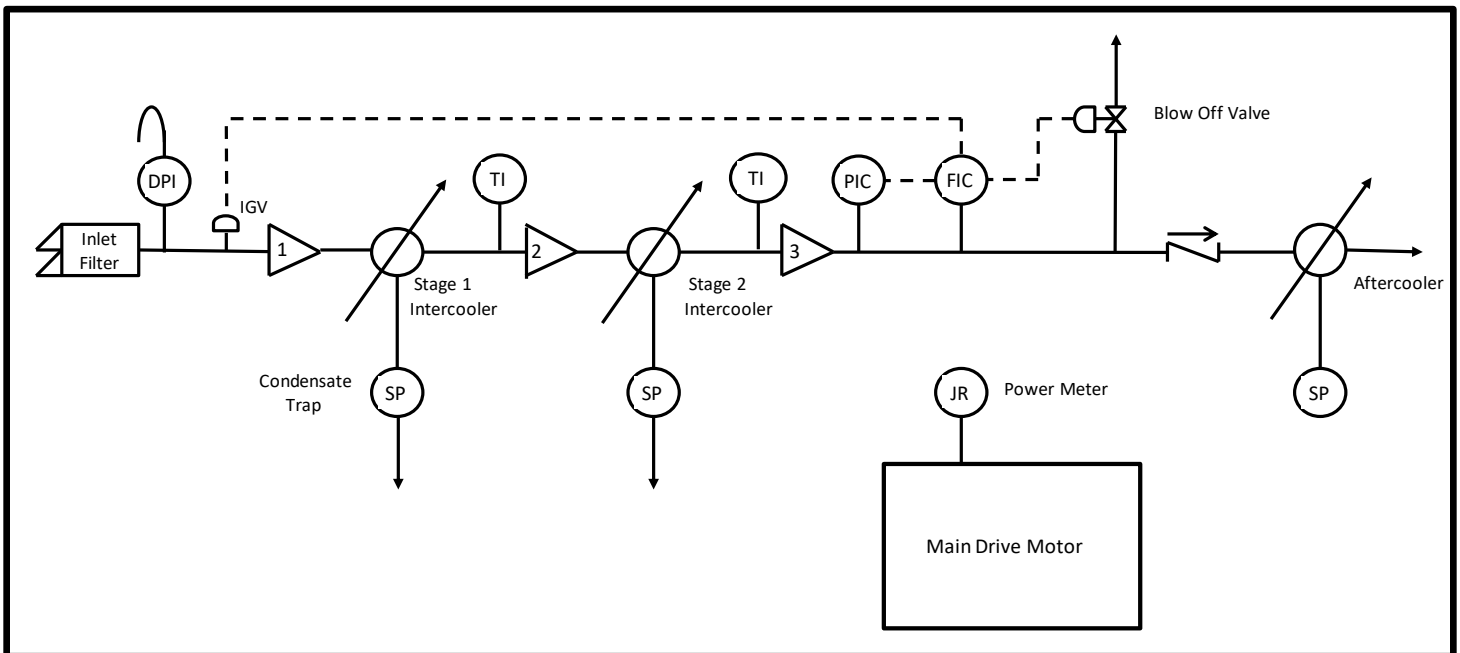 Blow Off Valve
DPI
TI
TI
PIC
FIC
IGV
Inlet
Filter
1
2
3
Stage 1
Intercooler
Stage 2
Intercooler
Aftercooler
Condensate
Trap
SP
SP
JR
Power Meter
SP
Main Drive Motor